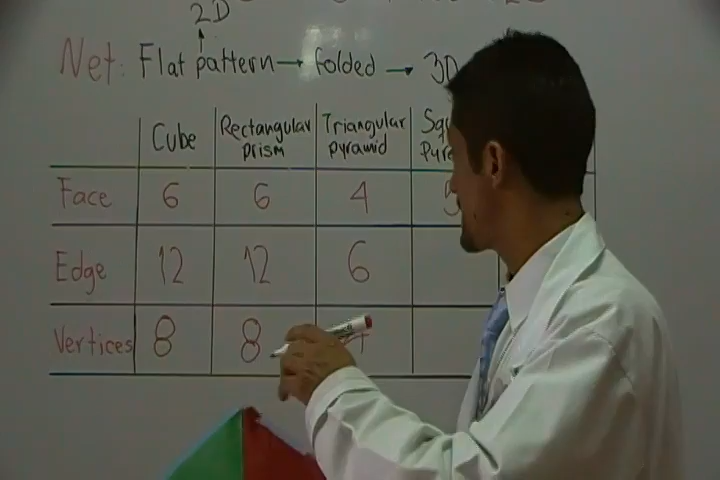 2D
Net: Flat pattern → folded → 3D
Cube Rectangular prism Triangular pyramid
Face 6 6 4 5
Edge 12 12 6
Vertices 8 8